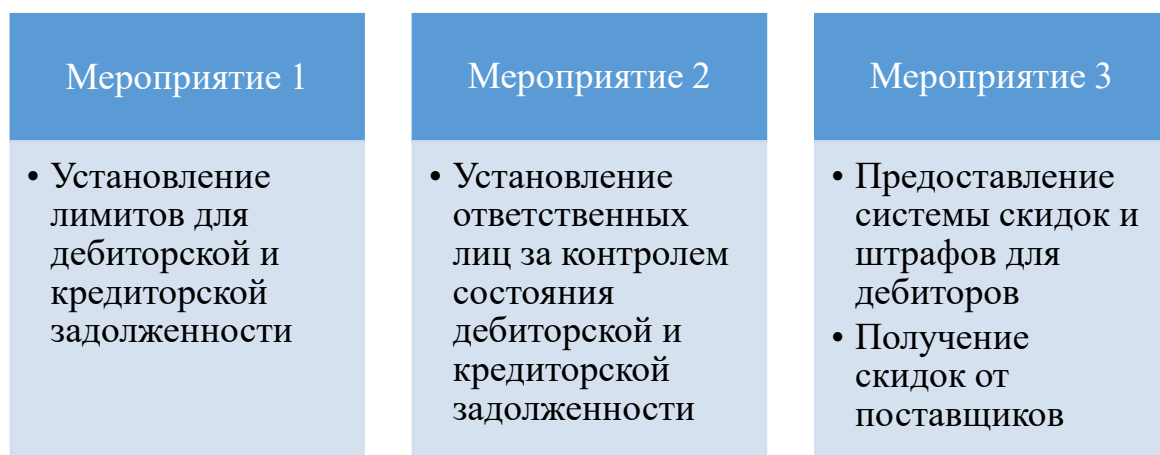 Мероприятие 1
• Установление
лимитов для
дебиторской и
кредиторской
задолженности
Мероприятие 2
• Установление
ответственных
лиц за контролем
состояния
дебиторской и
кредиторской
задолженности
Мероприятие 3
• Предоставление
системы скидок и
штрафов для
дебиторов
• Получение
скидок от
поставщиков